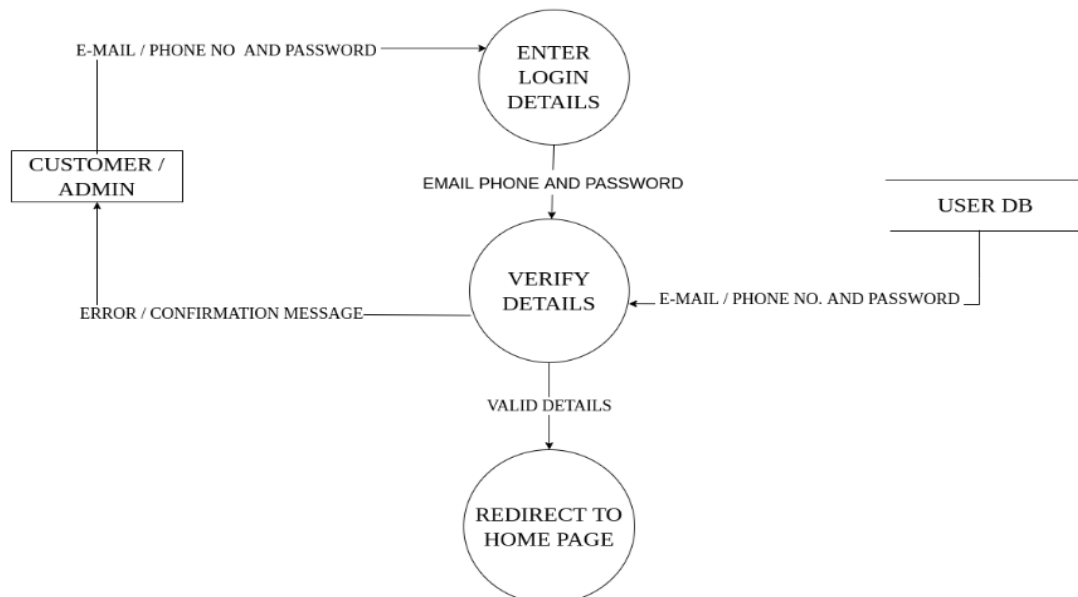 E-MAIL / PHONE NO  AND PASSWORD
ENTER
LOGIN
DETAILS
CUSTOMER /
ADMIN
EMAIL PHONE AND PASSWORD
USER DB
VERIFY
DETAILS
E-MAIL / PHONE NO. AND PASSWORD
ERROR / CONFIRMATION MESSAGE
VALID DETAILS
REDIRECT TO
HOME PAGE